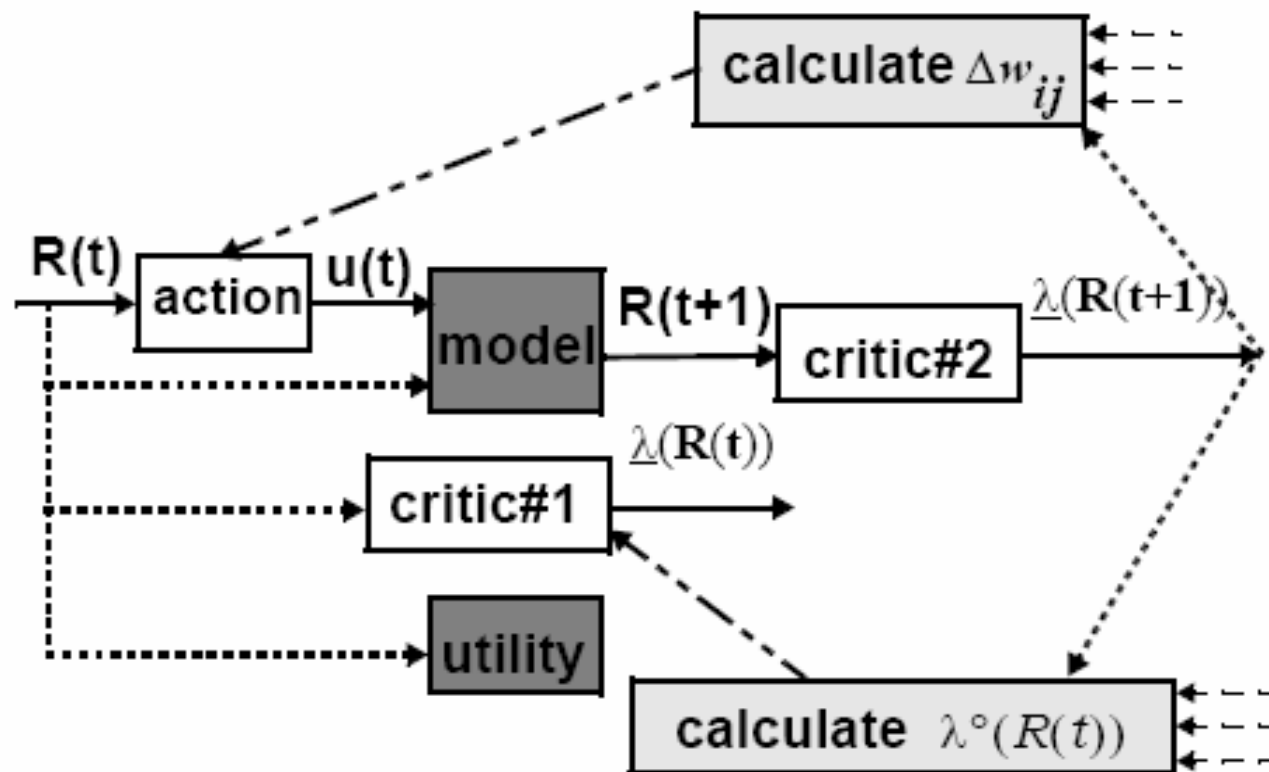 calculate Δw_ij
R(t)
action
u(t)
model
R(t+1)
critic#2
λ(R(t+1))
critic#1
λ(R(t))
utility
calculate λ°(R(t))